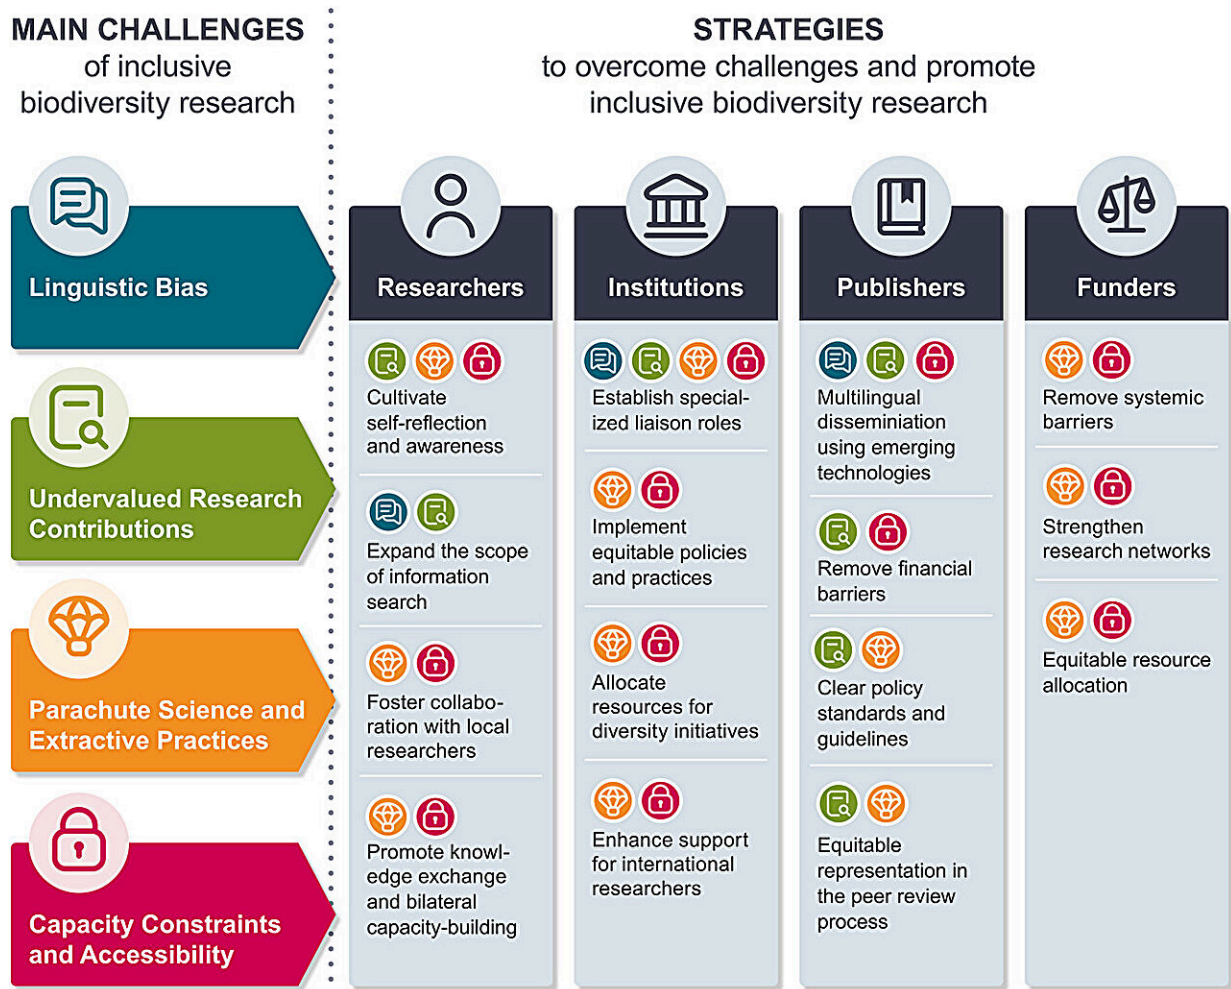 MAIN CHALLENGES
of inclusive
biodiversity research
STRATEGIES
to overcome challenges and promote
inclusive biodiversity research
Linguistic Bias
Undervalued Research
Contributions
Parachute Science and
Extractive Practices
Capacity Constraints
and Accessibility
Researchers
Cultivate
self-reflection
and awareness
Expand the scope
of information
search
Foster collabo-
ration with local
researchers
Promote knowl-
edge exchange
and bilateral
capacity-building
Institutions
Establish special-
ized liaison roles
Implement
equitable policies
and practices
Allocate
resources for
diversity initiatives
Enhance support
for international
researchers
Publishers
Multilingual
disseminiation
using emerging
technologies
Remove financial
barriers
Clear policy
standards and
guidelines
Equitable
representation in
the peer review
process
Funders
Remove systemic
barriers
Strengthen
research networks
Equitable resource
allocation